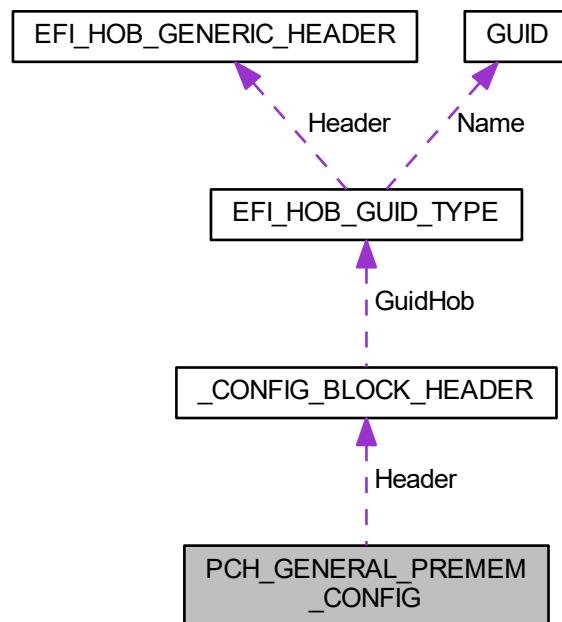 EFI_HOB_GENERIC_HEADER
GUID
Header
Name
EFI_HOB_GUID_TYPE
GuidHob
_CONFIG_BLOCK_HEADER
Header
PCH_GENERAL_PREMEM
_CONFIG